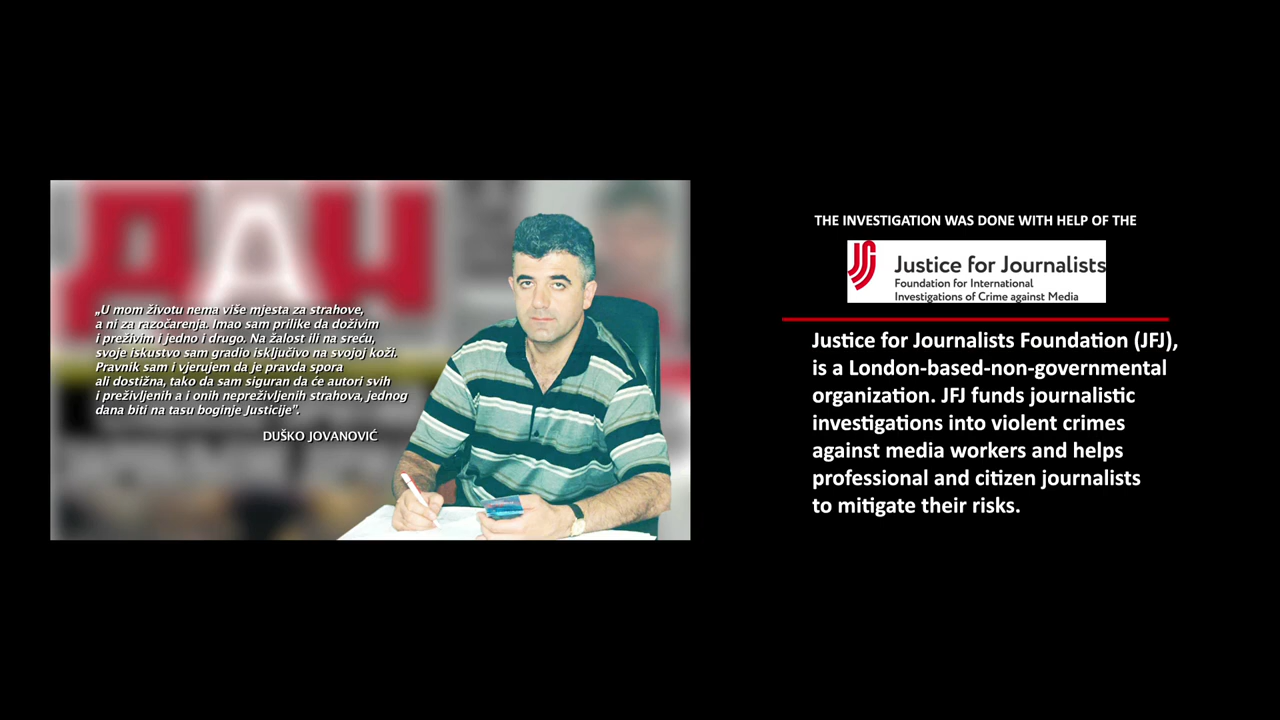 ДАН
„U mom životu nema više mjesta za strahove,
a ni za razočarenja. Imao sam prilike da doživim
i preživim i jedno i drugo. Na žalost ili na sreću,
svoje iskustvo sam gradio isključivo na svojoj koži.
Pravnik sam i vjerujem da je pravda spora
ali dostižna, tako da sam siguran da će autori svih
i preživljenih a i onih nepreživljenih strahova, jednog
dana biti na tasu boginje Justicije”.
DUŠKO JOVANOVIĆ
THE INVESTIGATION WAS DONE WITH HELP OF THE
Justice for Journalists
Foundation for International
Investigations of Crime against Media
Justice for Journalists Foundation (JFJ),
is a London-based-non-governmental
organization. JFJ funds journalistic
investigations into violent crimes
against media workers and helps
professional and citizen journalists
to mitigate their risks.